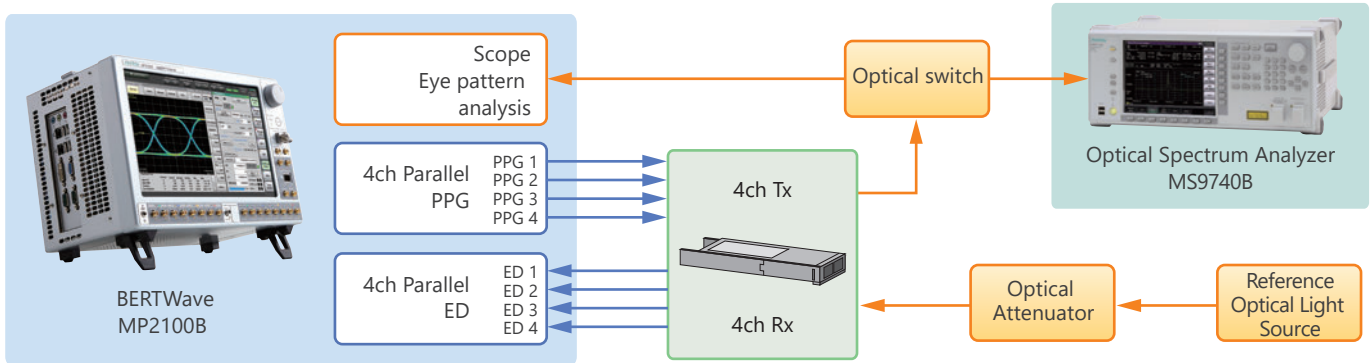 Scope
Eye pattern
analysis
Optical switch
Optical Spectrum Analyzer
MS9740B
4ch Parallel
PPG
PPG 1
PPG 2
PPG 3
PPG 4
4ch Tx
4ch Parallel
ED
ED 1
ED 2
ED 3
ED 4
4ch Rx
Optical
Attenuator
Reference
Optical Light
Source
BERTWave
MP2100B